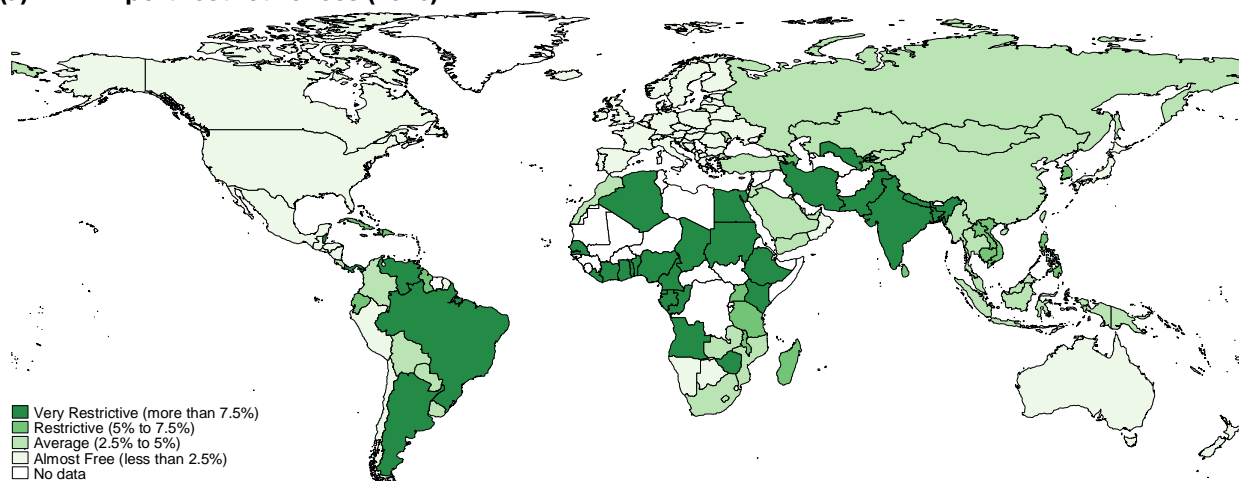 Very Restrictive (more than 7.5%)
Restrictive (5% to 7.5%)
Average (2.5% to 5%)
Almost Free (less than 2.5%)
No data